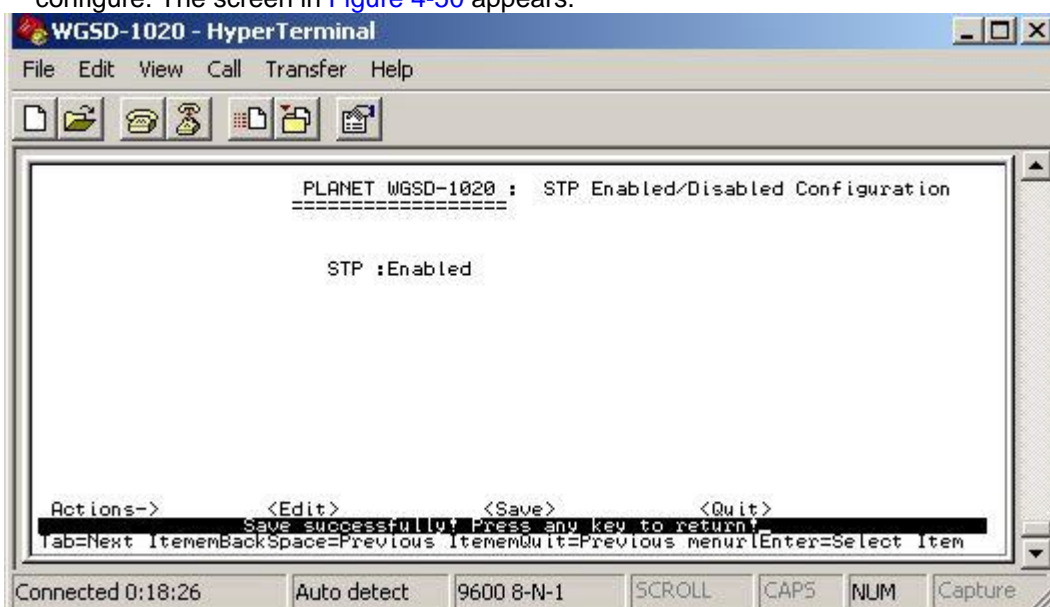 configure. The screen in Figure 4-50 appears.
WGSD-1020 - HyperTerminal
File Edit View Call Transfer Help
PLANET WGSD-1020 : STP Enabled/Disabled Configuration
==================
STP :Enabled
Actions-> <Edit> <Save> <Quit>
Save successfully! Press any key to return!_
Tab=Next ItememBackSpace=Previous ItememQuit=Previous menurlEnter=Select Item
Connected 0:18:26 Auto detect 9600 8-N-1 SCROLL CAPS NUM Capture